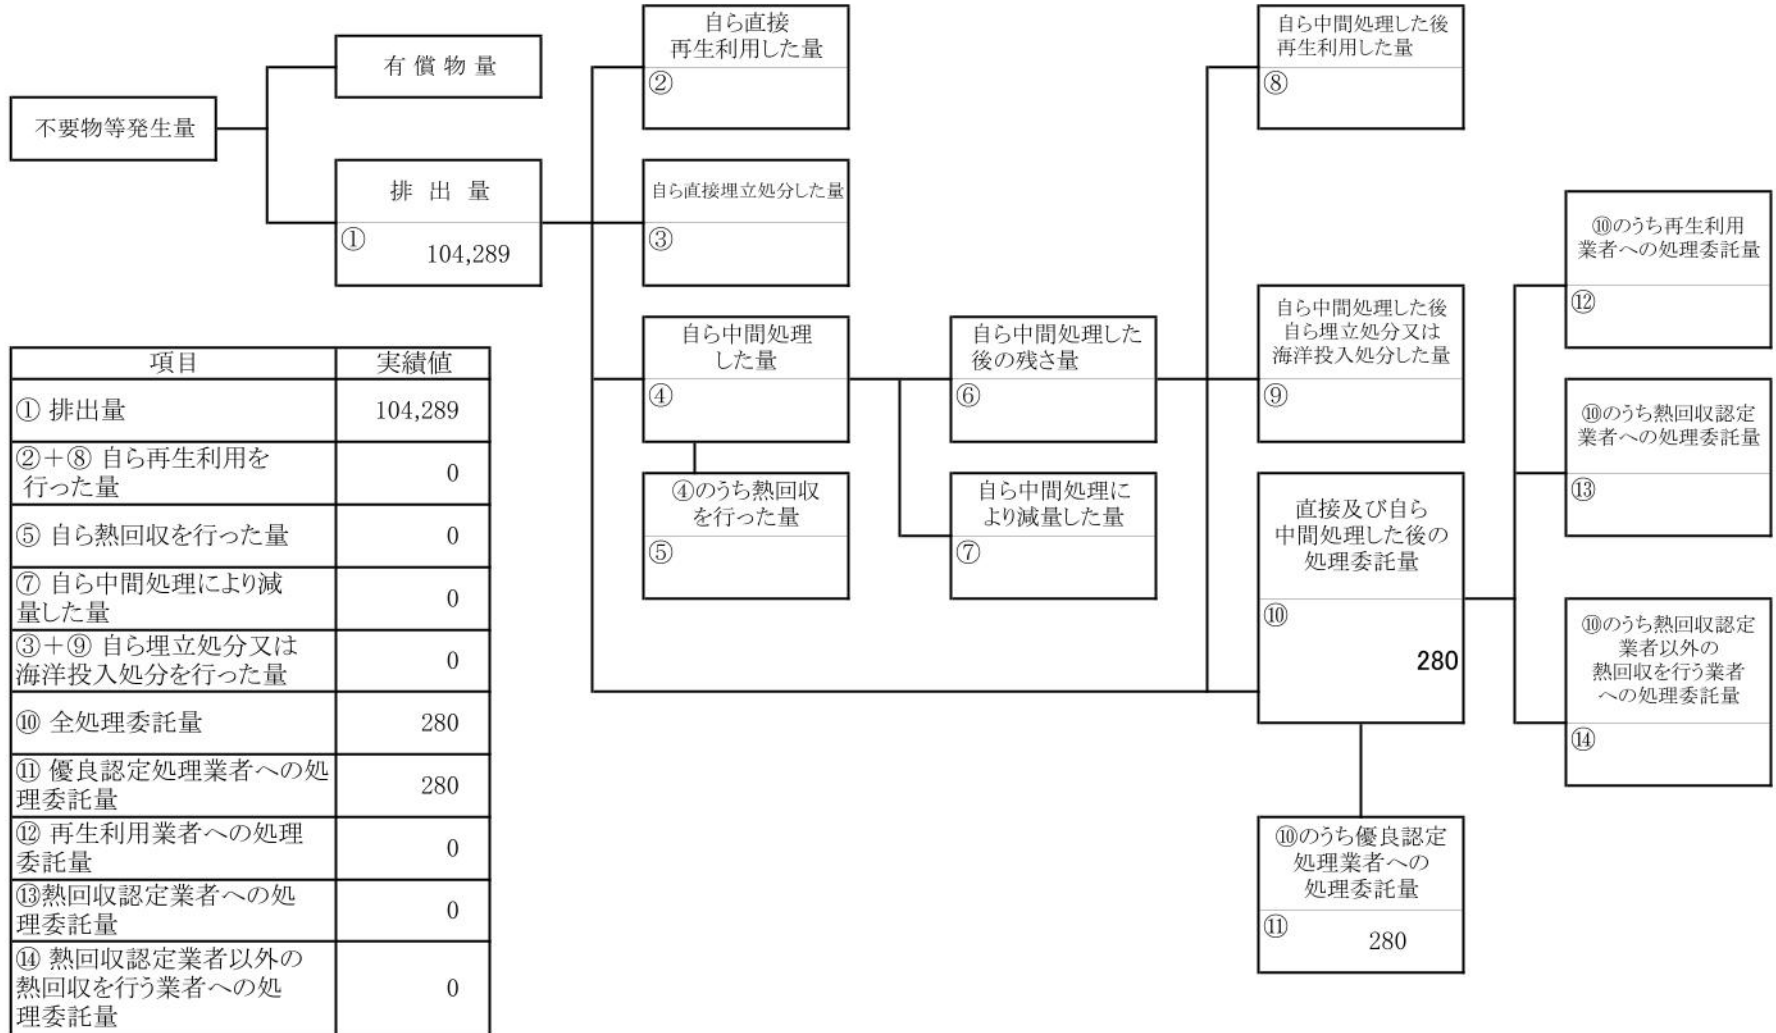 不要物等発生量
有償物量
排出量
①
104,289
自ら直接
再生利用した量
②
自ら直接埋立処分した量
③
自ら中間処理
した量
④
④のうち熱回収
を行った量
⑤
自ら中間処理した
後の残さ量
⑥
自ら中間処理に
より減量した量
⑦
自ら中間処理した後
再生利用した量
⑧
自ら中間処理した後
自ら埋立処分又は
海洋投入処分した量
⑨
直接及び自ら
中間処理した後の
処理委託量
⑩
280
⑩のうち優良認定
処理業者への
処理委託量
⑪
280
⑩のうち再生利用
業者への処理委託量
⑫
⑩のうち熱回収認定
業者への処理委託量
⑬
⑩のうち熱回収認定
業者以外の
熱回収を行う業者
への処理委託量
⑭
項目 実績値
① 排出量 104,289
②+⑧ 自ら再生利用を
行った量 0
⑤ 自ら熱回収を行った量 0
⑦ 自ら中間処理により減
量した量 0
③+⑨ 自ら埋立処分又は
海洋投入処分を行った量 0
⑩ 全処理委託量 280
⑪ 優良認定処理業者への処
理委託量 280
⑫ 再生利用業者への処理
委託量 0
⑬熱回収認定業者への処
理委託量 0
⑭ 熱回収認定業者以外の
熱回収を行う業者への処
理委託量 0